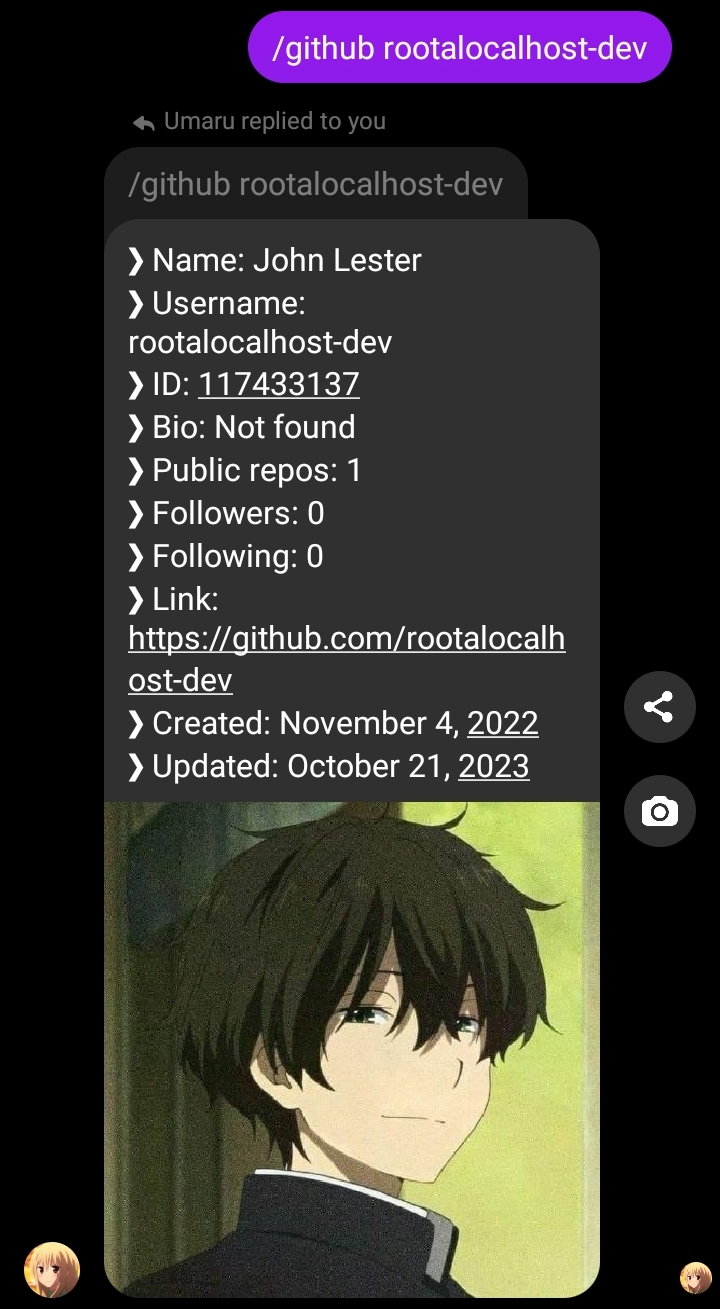 /github rootalocalhost-dev
Umaru replied to you
/github rootalocalhost-dev
❯ Name: John Lester
❯ Username:
rootalocalhost-dev
❯ ID: 117433137
❯ Bio: Not found
❯ Public repos: 1
❯ Followers: 0
❯ Following: 0
❯ Link:
https://github.com/rootalocalh
ost-dev
❯ Created: November 4, 2022
❯ Updated: October 21, 2023